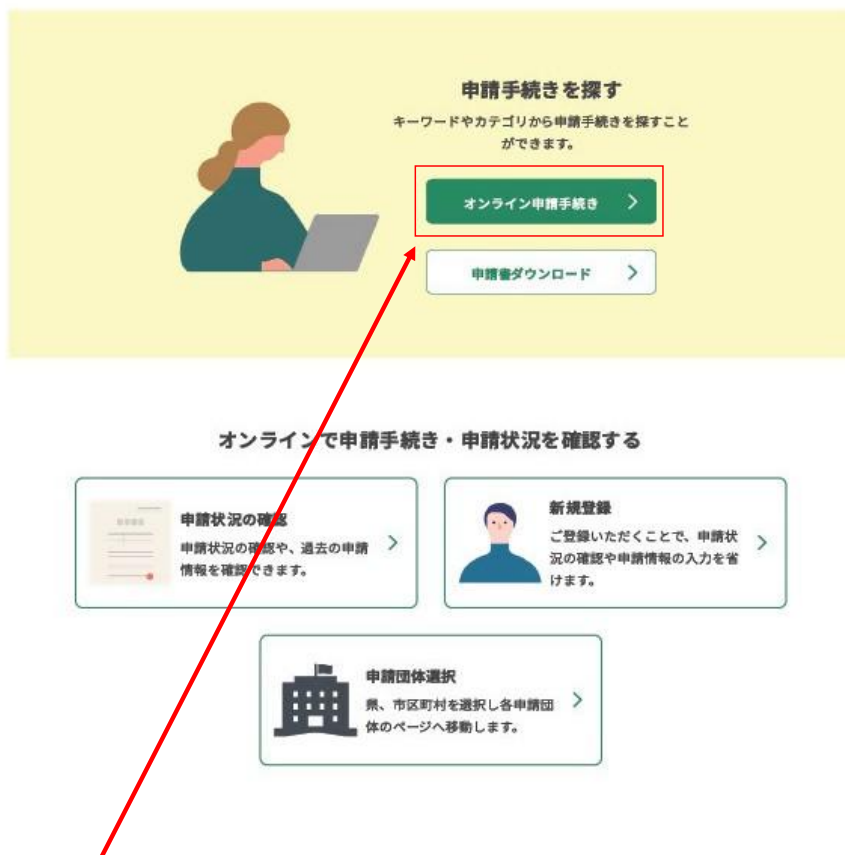 申請手続きを探す
キーワードやカテゴリから申請手続きを探すこと
ができます。
オンライン申請手続き
申請書ダウンロード
オンラインで申請手続き・申請状況を確認する
申請状況の確認
申請状況の確認や、過去の申請
情報を確認できます。
新規登録
ご登録いただくことで、申請状
況の確認や申請情報の入力を省
けます。
申請団体選択
県、市区町村を選択し各申請団
体のページへ移動します。